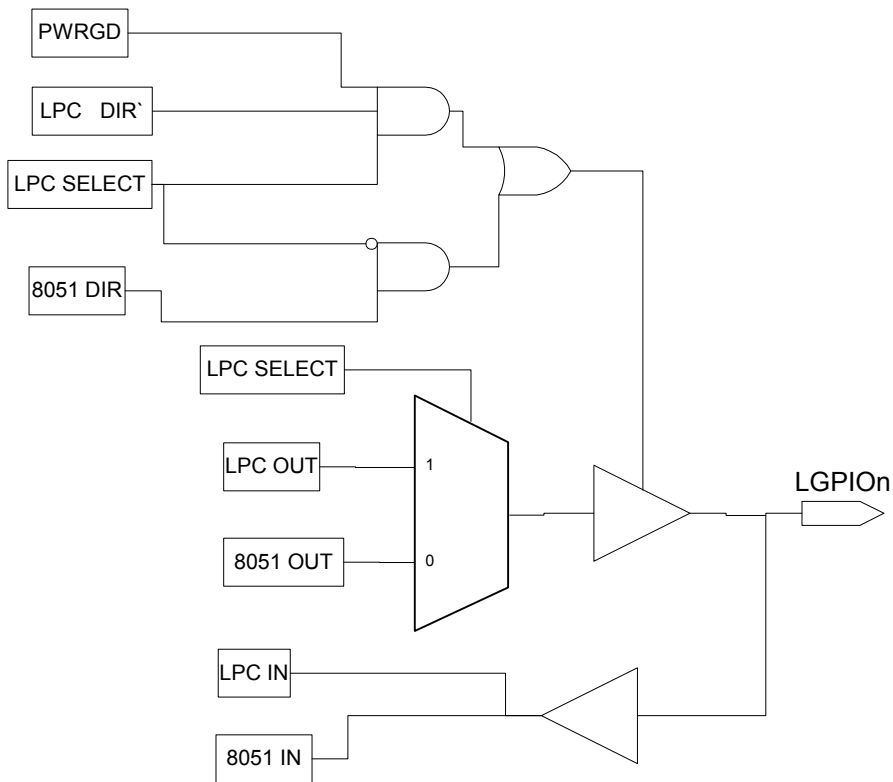 PWRGD
LPC DIR`
LPC SELECT
8051 DIR
LPC SELECT
LPC OUT
1
LGPIOn
8051 OUT
0
LPC IN
8051 IN